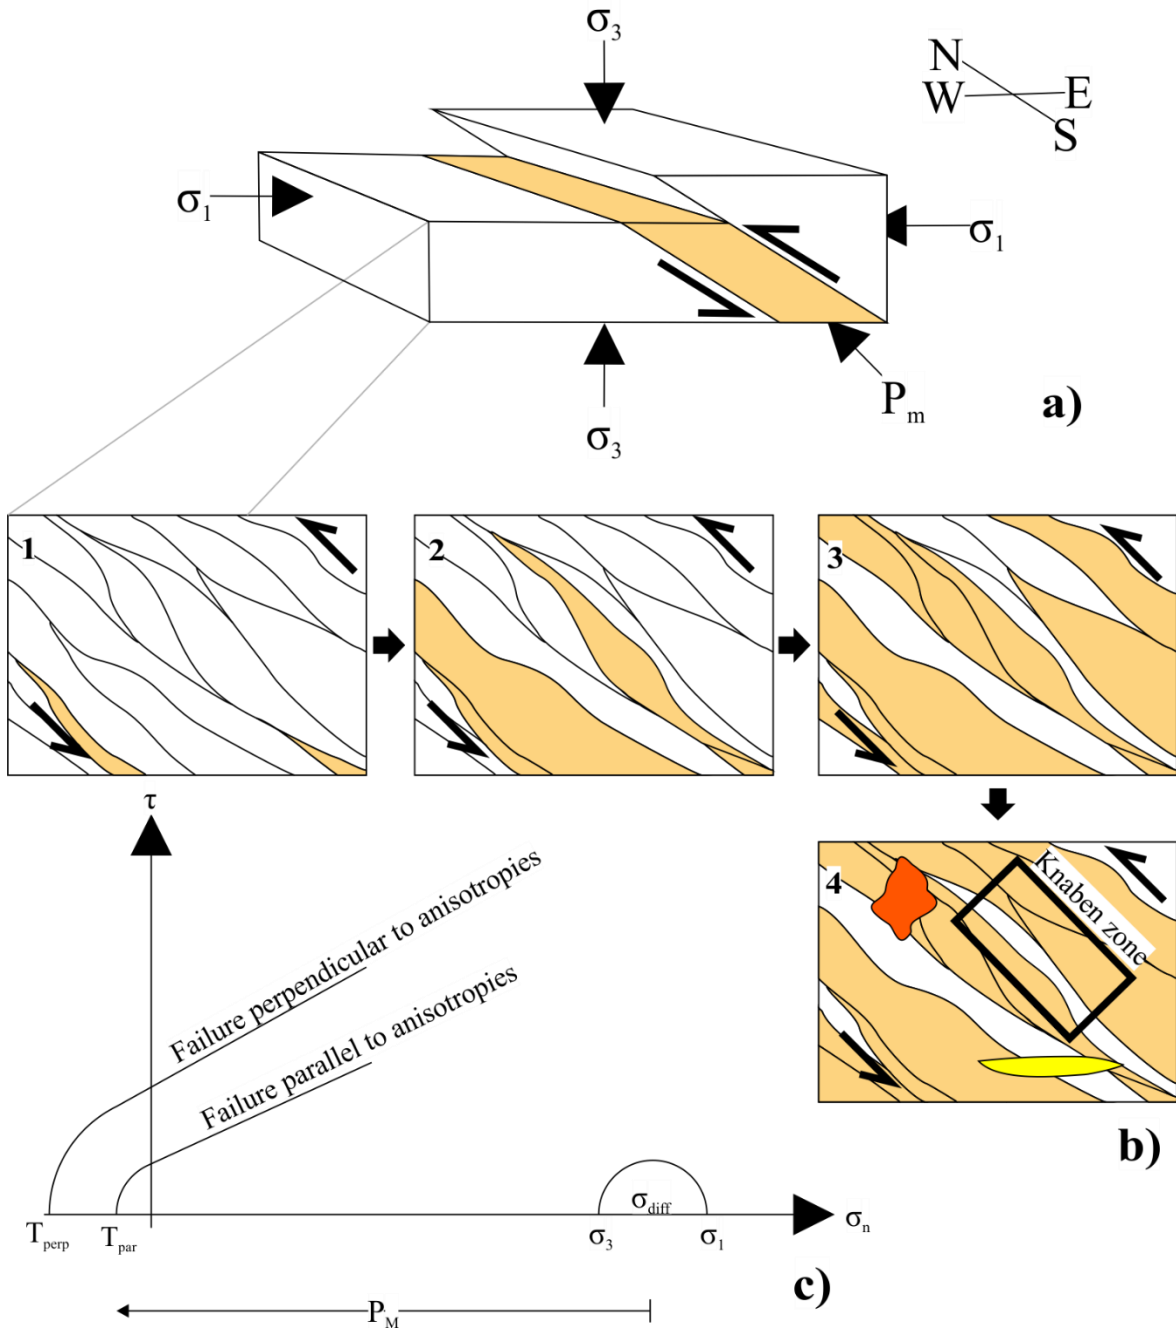 σ3
N
W
E
S
σ1
σ1
Pm
σ3
a)
1
2
3
4
Knaben zone
b)
τ
Failure perpendicular to anisotropies
Failure parallel to anisotropies
σdiff
Tperp
Tpar
σ3
σ1
σn
c)
PM